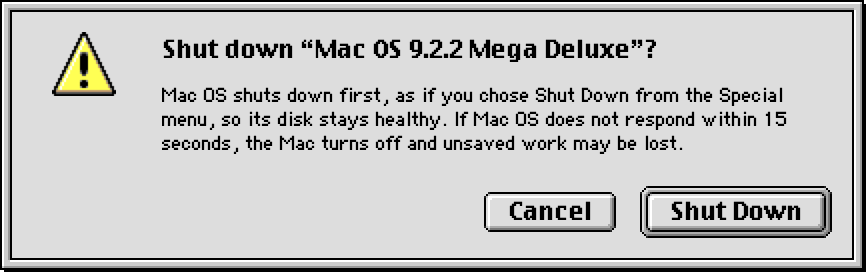 Shut down “Mac OS 9.2.2 Mega Deluxe”?
Mac OS shuts down first, as if you chose Shut Down from the Special
menu, so its disk stays healthy. If Mac OS does not respond within 15
seconds, the Mac turns off and unsaved work may be lost.
Cancel
Shut Down